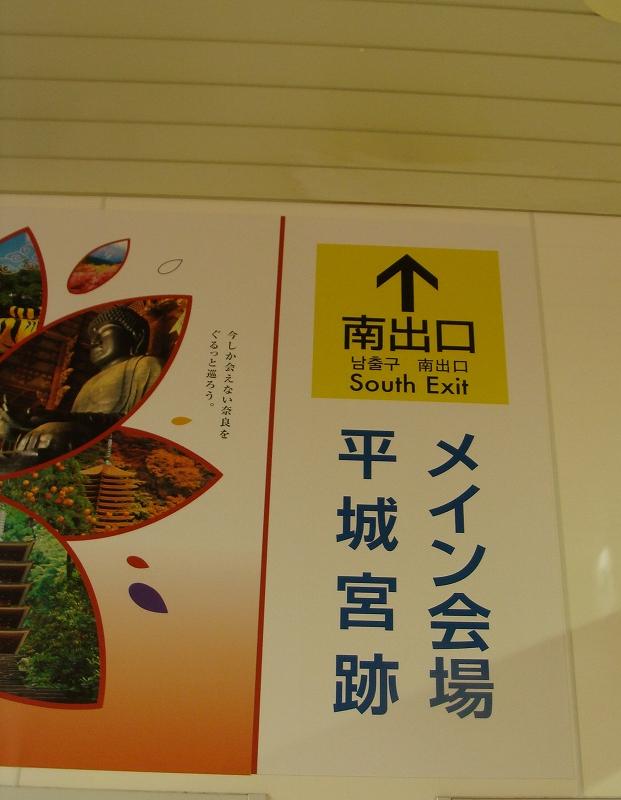 今しか会えない奈良を
ぐるっと巡ろう。
↑
南出口
남출구 南出口
South Exit
メイン会場
平城宮跡